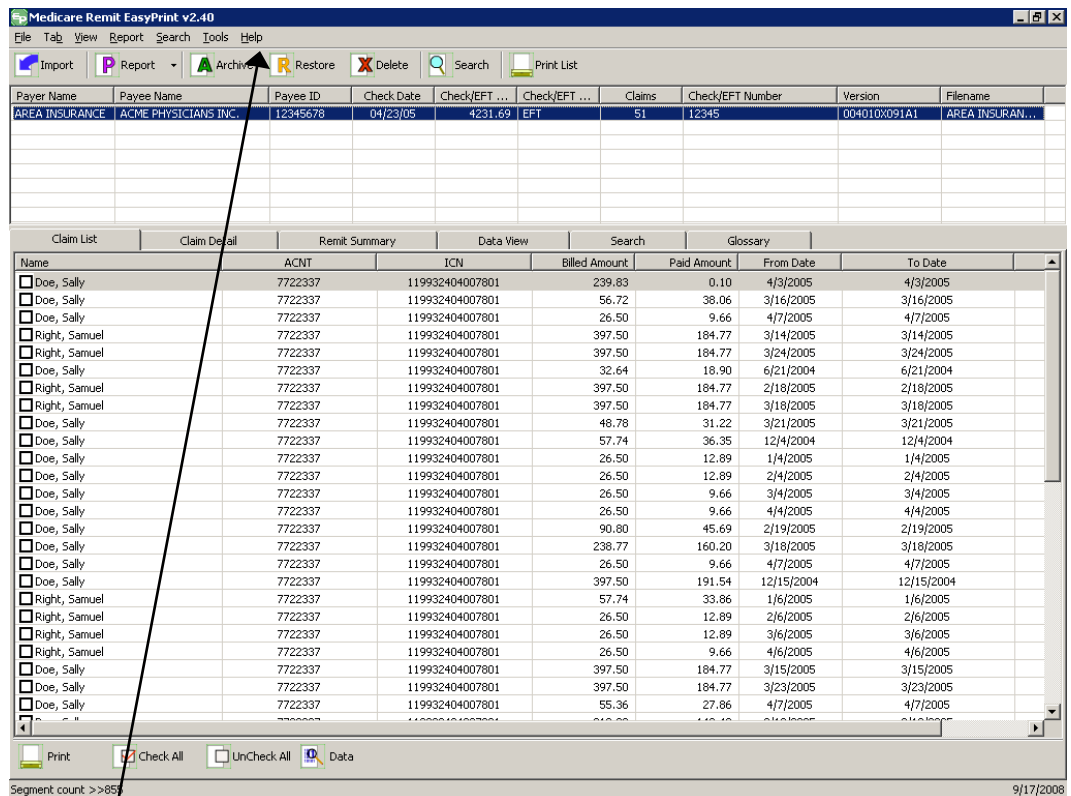 EP Medicare Remit EasyPrint v2.40
File Tab View Report Search Tools Help
Import Report Archive Restore Delete Search Print List
Payer Name Payee Name Payee ID Check Date Check/EFT ... Check/EFT ... Claims Check/EFT Number Version Filename
AREA INSURANCE ACME PHYSICIANS INC. 12345678 04/23/05 4231.69 EFT 51 12345 004010X091A1 AREA INSURAN...
Claim List Claim Detail Remit Summary Data View Search Glossary
Name ACNT ICN Billed Amount Paid Amount From Date To Date
Doe, Sally 7722337 119932404007801 239.83 0.10 4/3/2005 4/3/2005
Doe, Sally 7722337 119932404007801 56.72 38.06 3/16/2005 3/16/2005
Doe, Sally 7722337 119932404007801 26.50 9.66 4/7/2005 4/7/2005
Right, Samuel 7722337 119932404007801 397.50 184.77 3/14/2005 3/14/2005
Right, Samuel 7722337 119932404007801 397.50 184.77 3/24/2005 3/24/2005
Doe, Sally 7722337 119932404007801 32.64 18.90 6/21/2004 6/21/2004
Right, Samuel 7722337 119932404007801 397.50 184.77 2/18/2005 2/18/2005
Right, Samuel 7722337 119932404007801 397.50 184.77 3/18/2005 3/18/2005
Doe, Sally 7722337 119932404007801 48.78 31.22 3/21/2005 3/21/2005
Doe, Sally 7722337 119932404007801 57.74 36.35 12/4/2004 12/4/2004
Doe, Sally 7722337 119932404007801 26.50 12.89 1/4/2005 1/4/2005
Doe, Sally 7722337 119932404007801 26.50 12.89 2/4/2005 2/4/2005
Doe, Sally 7722337 119932404007801 26.50 9.66 3/4/2005 3/4/2005
Doe, Sally 7722337 119932404007801 26.50 9.66 4/4/2005 4/4/2005
Doe, Sally 7722337 119932404007801 90.80 45.69 2/19/2005 2/19/2005
Doe, Sally 7722337 119932404007801 238.77 160.20 3/18/2005 3/18/2005
Doe, Sally 7722337 119932404007801 26.50 9.66 4/7/2005 4/7/2005
Doe, Sally 7722337 119932404007801 397.50 191.54 12/15/2004 12/15/2004
Right, Samuel 7722337 119932404007801 57.74 33.86 1/6/2005 1/6/2005
Right, Samuel 7722337 119932404007801 26.50 12.89 2/6/2005 2/6/2005
Right, Samuel 7722337 119932404007801 26.50 12.89 3/6/2005 3/6/2005
Right, Samuel 7722337 119932404007801 26.50 9.66 4/6/2005 4/6/2005
Doe, Sally 7722337 119932404007801 397.50 184.77 3/15/2005 3/15/2005
Doe, Sally 7722337 119932404007801 397.50 184.77 3/23/2005 3/23/2005
Doe, Sally 7722337 119932404007801 55.36 27.86 4/7/2005 4/7/2005
Print Check All UnCheck All Data
Segment count >>855 9/17/2008